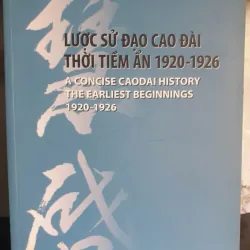 LƯỢC SỬ ĐẠO CAO ĐÀI
THỜI TIỀM ẨN 1920-1926
A CONCISE CAODAI HISTORY
THE EARLIEST BEGINNINGS
1920-1926